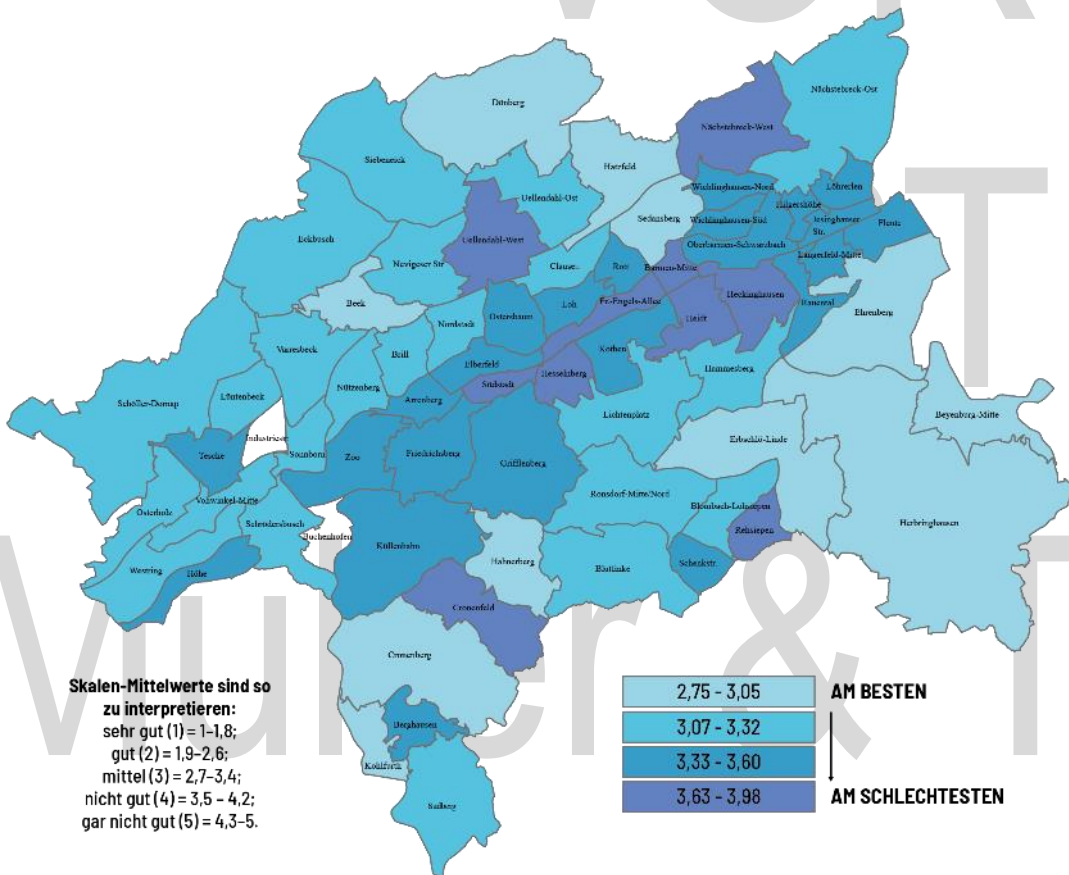 Dönberg
Nächstebreck-Ost
Nächstebreck-West
Hatzfeld
Siebeneick
Uellendahl-Ost
Wichlinghausen-Nord
Löhrerlen
Hilgershöhe
Sedansberg
Wichlinghausen-Süd
Jesinghauser
Str.
Flente
Eckbusch
Uellendahl-West
Oberbarmen-Schwarzbach
Langerfeld-Mitte
Nevigeser Str
Clausen
Rott
Barmen-Mitte
Beek
Loh
Fr.-Engels-Allee
Heckinghausen
Rauental
Ehrenberg
Ostersbaum
Heidt
Nordstadt
Varresbeck
Brill
Kothen
Elberfeld
Hesselnberg
Hammesberg
Nützenberg
Südstadt
Schöller-Dornap
Lüntenbeck
Arrenberg
Lichtenplatz
Beyenburg-Mitte
Industriestr
Erbschlö-Linde
Tesche
Sonnborn
Zoo
Friedrichsberg
Grifflenberg
Ronsdorf-Mitte/Nord
Vohwinkel-Mitte
Osterholz
Blombach-Lohsiepen
Schrödersbusch
Herbringhausen
Rehsiepen
Buchenhofen
Küllenhahn
Hahnerberg
Schenkstr.
Westring
Höhe
Blutfinke
Cronenfeld
Cronenberg
Berghausen
Kohlfurth
Sudberg
Skalen-Mittelwerte sind so
zu interpretieren:
sehr gut (1) = 1–1,8;
gut (2) = 1,9–2,6;
mittel (3) = 2,7–3,4;
nicht gut (4) = 3,5 – 4,2;
gar nicht gut (5) = 4,3–5.
2,75 - 3,05 AM BESTEN
3,07 - 3,32
3,33 - 3,60
3,63 - 3,98 AM SCHLECHTESTEN
& T